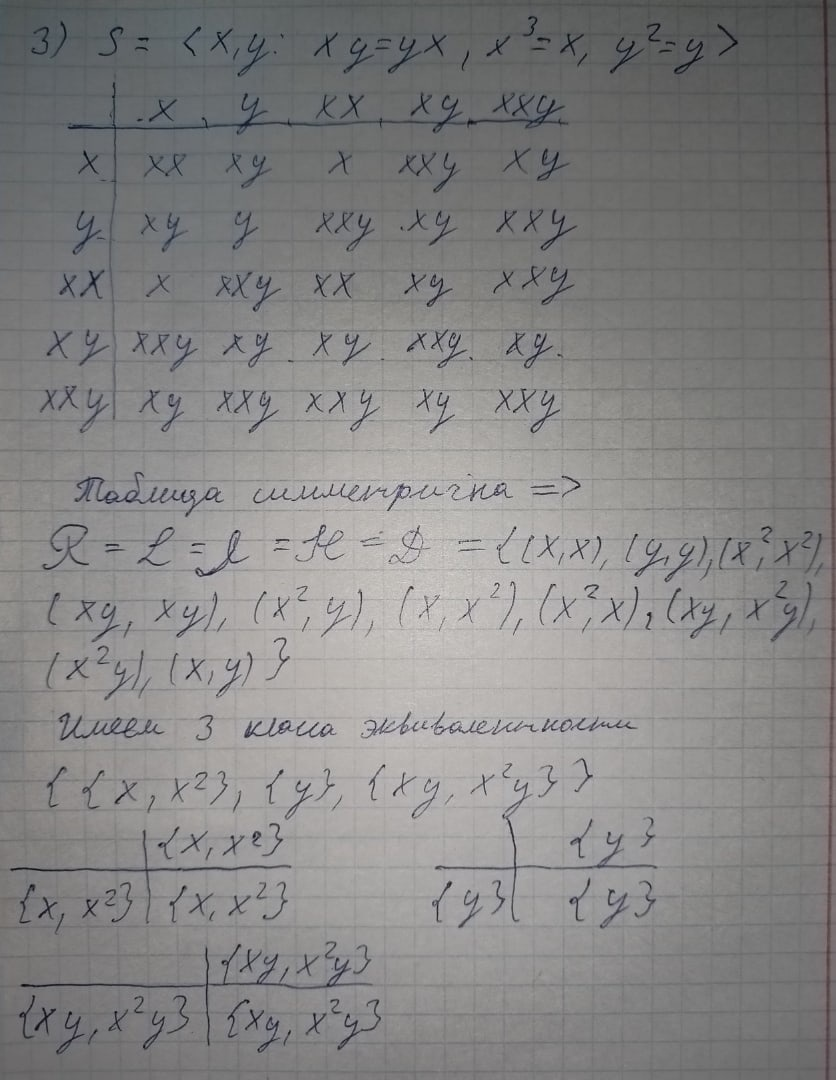 3) S = <x,y: xy=yx, x³=x, y²=y>
x y xx xy xxy
x xx xy x xxy xy
y xy y xxy xy xxy
xx x xxy xx xy xxy
xy xxy xy xy xxy xy
xxy xy xxy xxy xy xxy
Таблица симметрична =>
R = L = J = H = D = {(x,x), (y,y), (x²,x²),
(xy, xy), (x², y), (x, x²), (x², x), (xy, x²y),
(x²y), (x,y)}
Имеем 3 класа эквивалентности
{{x, x²}, {y}, {xy, x²y}}
{x, x²} {y}
{x, x²} {x, x²} {y} {y}
{xy, x²y}
{xy, x²y} {xy, x²y}